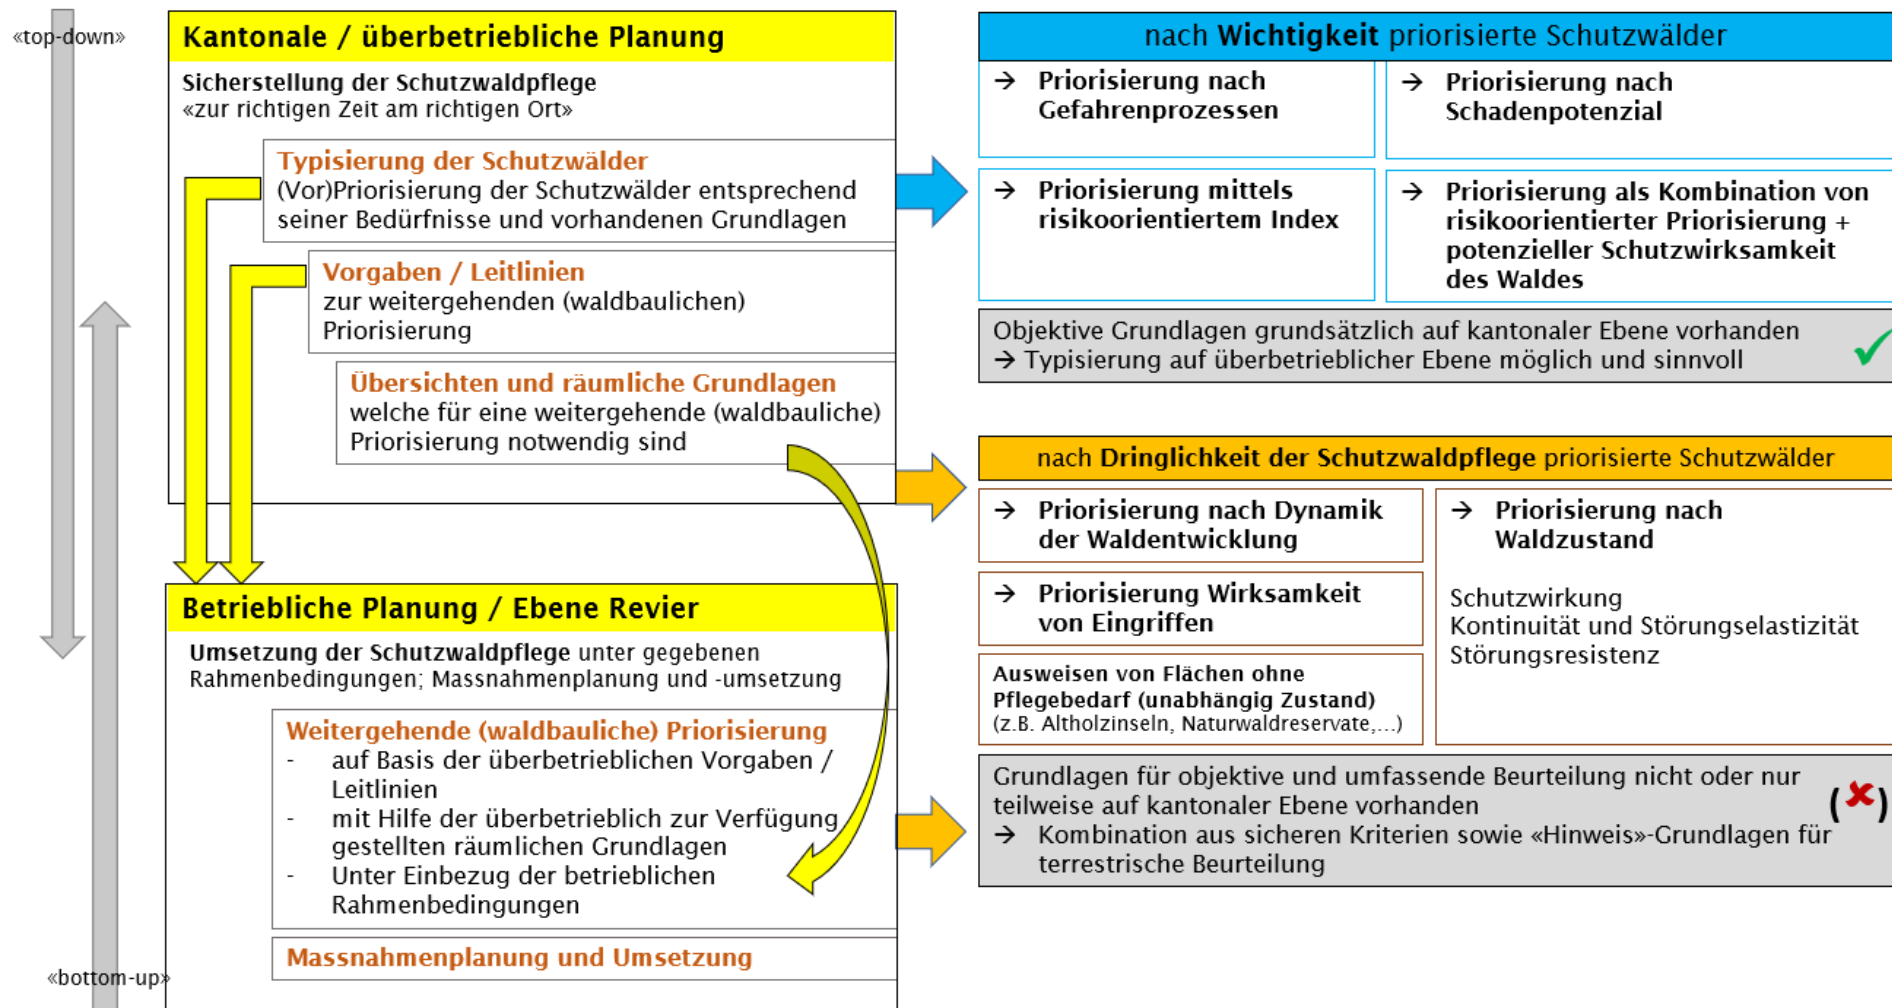 «top-down»
Kantonale / überbetriebliche Planung
Sicherstellung der Schutzwaldpflege
«zur richtigen Zeit am richtigen Ort»
Typisierung der Schutzwälder
(Vor)Priorisierung der Schutzwälder entsprechend
seiner Bedürfnisse und vorhandenen Grundlagen
Vorgaben / Leitlinien
zur weitergehenden (waldbaulichen)
Priorisierung
Übersichten und räumliche Grundlagen
welche für eine weitergehende (waldbauliche)
Priorisierung notwendig sind
Betriebliche Planung / Ebene Revier
Umsetzung der Schutzwaldpflege unter gegebenen
Rahmenbedingungen; Massnahmenplanung und -umsetzung
Weitergehende (waldbauliche) Priorisierung
- auf Basis der überbetrieblichen Vorgaben /
Leitlinien
- mit Hilfe der überbetrieblich zur Verfügung
gestellten räumlichen Grundlagen
- Unter Einbezug der betrieblichen
Rahmenbedingungen
Massnahmenplanung und Umsetzung
«bottom-up»
nach Wichtigkeit priorisierte Schutzwälder
→ Priorisierung nach
Gefahrenprozessen
→ Priorisierung nach
Schadenpotenzial
→ Priorisierung mittels
risikoorientiertem Index
→ Priorisierung als Kombination von
risikoorientierter Priorisierung +
potenzieller Schutzwirksamkeit
des Waldes
Objektive Grundlagen grundsätzlich auf kantonaler Ebene vorhanden
→ Typisierung auf überbetrieblicher Ebene möglich und sinnvoll ✓
nach Dringlichkeit der Schutzwaldpflege priorisierte Schutzwälder
→ Priorisierung nach Dynamik
der Waldentwicklung
→ Priorisierung Wirksamkeit
von Eingriffen
Ausweisen von Flächen ohne
Pflegebedarf (unabhängig Zustand)
(z.B. Altholzinseln, Naturwaldreservate,...)
→ Priorisierung nach
Waldzustand
Schutzwirkung
Kontinuität und Störungselastizität
Störungsresistenz
Grundlagen für objektive und umfassende Beurteilung nicht oder nur
teilweise auf kantonaler Ebene vorhanden (✘)
→ Kombination aus sicheren Kriterien sowie «Hinweis»-Grundlagen für
terrestrische Beurteilung